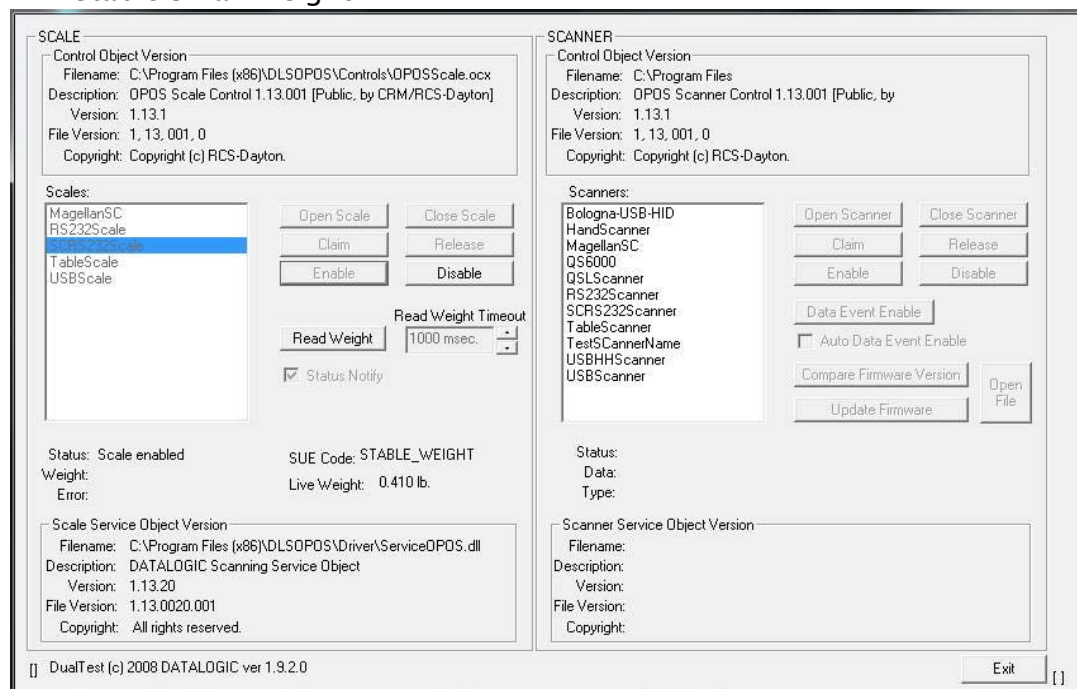 SCALE
Control Object Version
Filename: C:\Program Files (x86)\DLSOPOS\Controls\OPOSScale.ocx
Description: OPOS Scale Control 1.13.001 [Public, by CRM/RCS-Dayton]
Version: 1.13.1
File Version: 1, 13, 001, 0
Copyright: Copyright (c) RCS-Dayton.
Scales:
MagellanSC
RS232Scale
SCRS232Scale
TableScale
USBScale
Open Scale Close Scale
Claim Release
Enable Disable
Read Weight Timeout
Read Weight 1000 msec.
Status Notify
Status: Scale enabled
Weight:
Error:
SUE Code: STABLE_WEIGHT
Live Weight: 0.410 lb.
Scale Service Object Version
Filename: C:\Program Files (x86)\DLSOPOS\Driver\ServiceOPOS.dll
Description: DATALOGIC Scanning Service Object
Version: 1.13.20
File Version: 1.13.0020.001
Copyright: All rights reserved.
SCANNER
Control Object Version
Filename: C:\Program Files
Description: OPOS Scanner Control 1.13.001 [Public, by
Version: 1.13.1
File Version: 1, 13, 001, 0
Copyright: Copyright (c) RCS-Dayton.
Scanners:
Bologna-USB-HID
HandScanner
MagellanSC
QS6000
QSLScanner
RS232Scanner
SCRS232Scanner
TableScanner
TestSCannerName
USBHHScanner
USBScanner
Open Scanner Close Scanner
Claim Release
Enable Disable
Data Event Enable
Auto Data Event Enable
Compare Firmware Version
Update Firmware
Open
File
Status:
Data:
Type:
Scanner Service Object Version
Filename:
Description:
Version:
File Version:
Copyright:
[] DualTest (c) 2008 DATALOGIC ver 1.9.2.0
Exit []